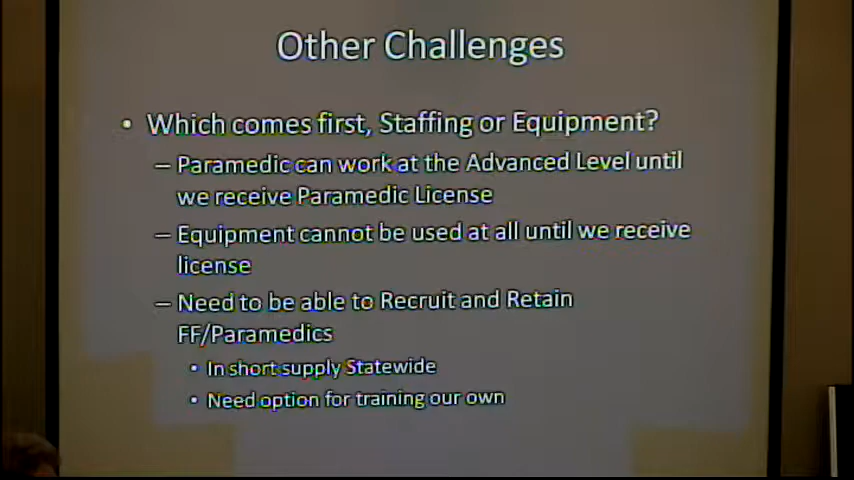 Other Challenges
• Which comes first, Staffing or Equipment?
– Paramedic can work at the Advanced Level until
we receive Paramedic License
– Equipment cannot be used at all until we receive
license
– Need to be able to Recruit and Retain
FF/Paramedics
• In short supply Statewide
• Need option for training our own